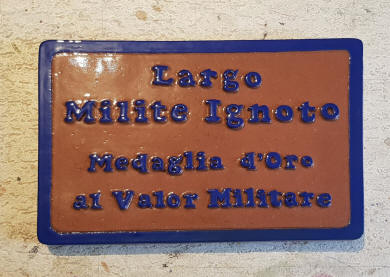 Largo
Milite Ignoto
Medaglia d'Oro
al Valor Militare